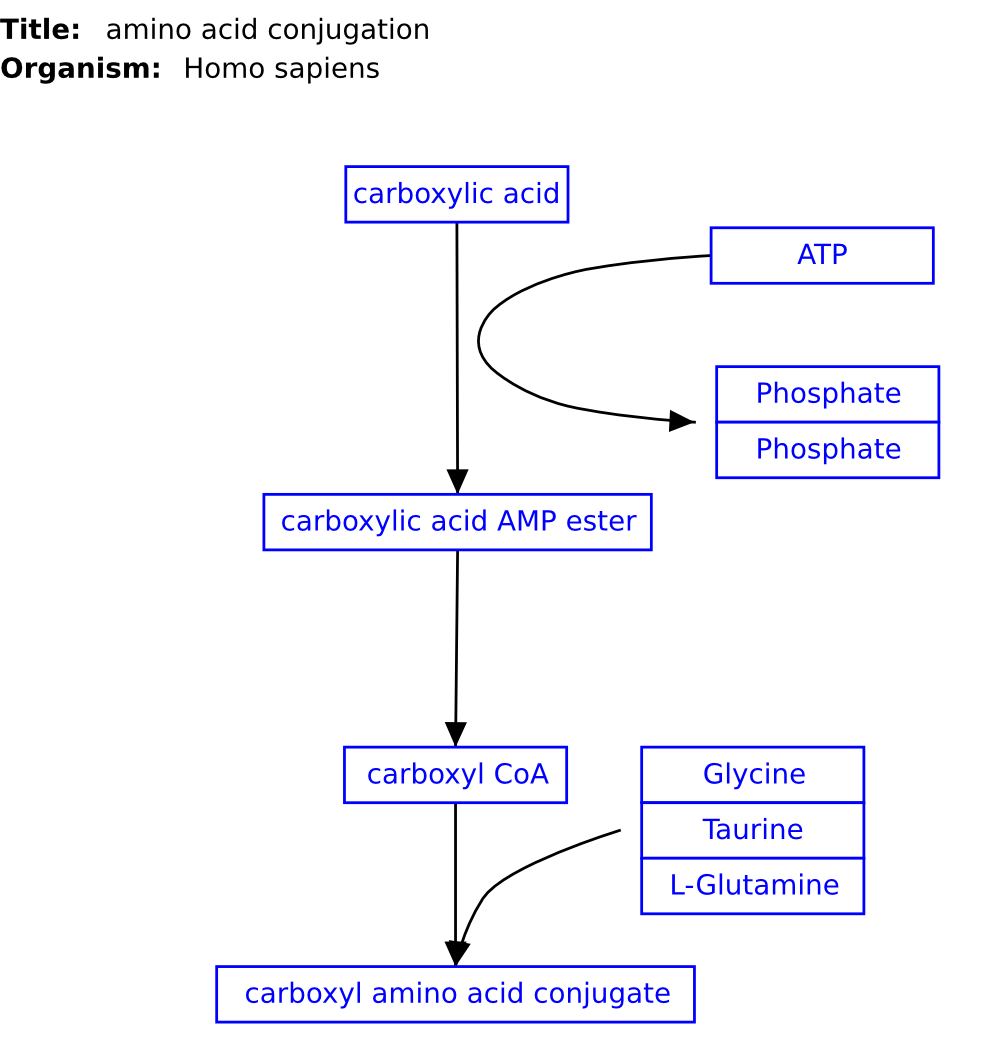 Title: amino acid conjugation
Organism: Homo sapiens
carboxylic acid
ATP
Phosphate
Phosphate
carboxylic acid AMP ester
carboxyl CoA
Glycine
Taurine
L-Glutamine
carboxyl amino acid conjugate